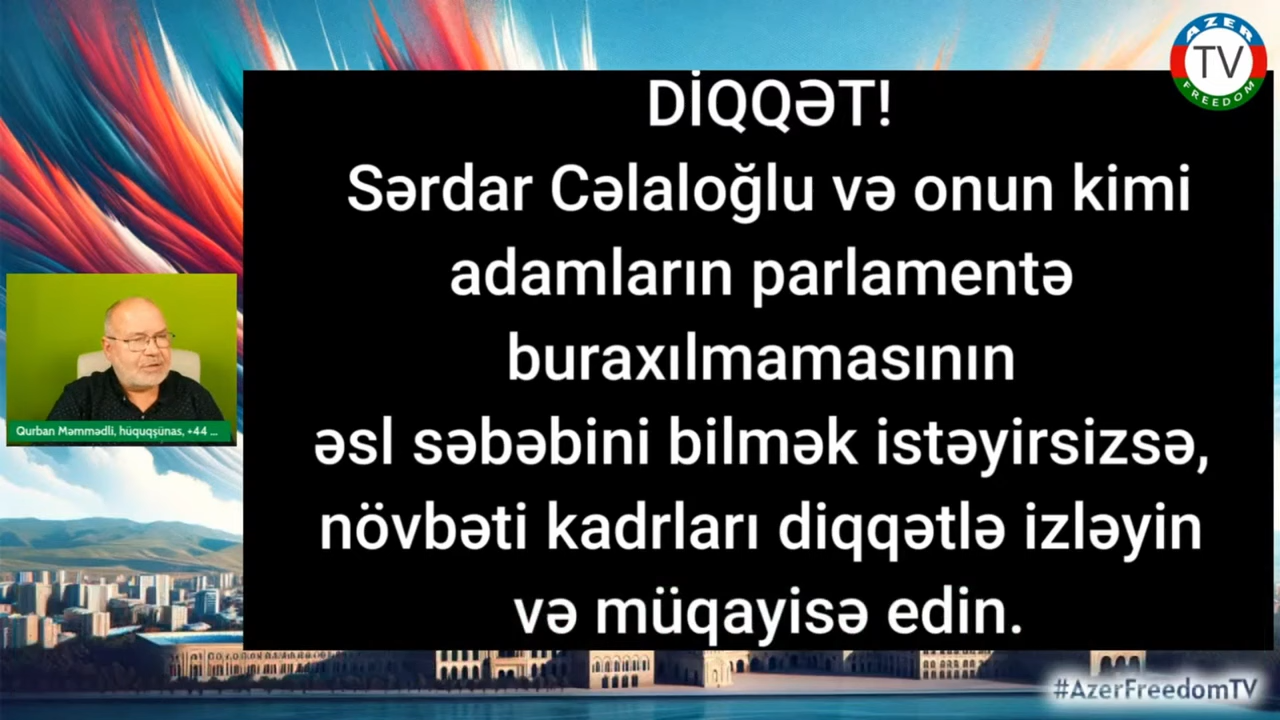 AZER
TV
FREEDOM
DİQQƏT!
Sərdar Cəlaloğlu və onun kimi
adamların parlamentə
buraxılmamasının
əsl səbəbini bilmək istəyirsizsə,
növbəti kadrları diqqətlə izləyin
və müqayisə edin.
Qurban Məmmədli, hüquqşünas, +44 ...
#AzerFreedomTV